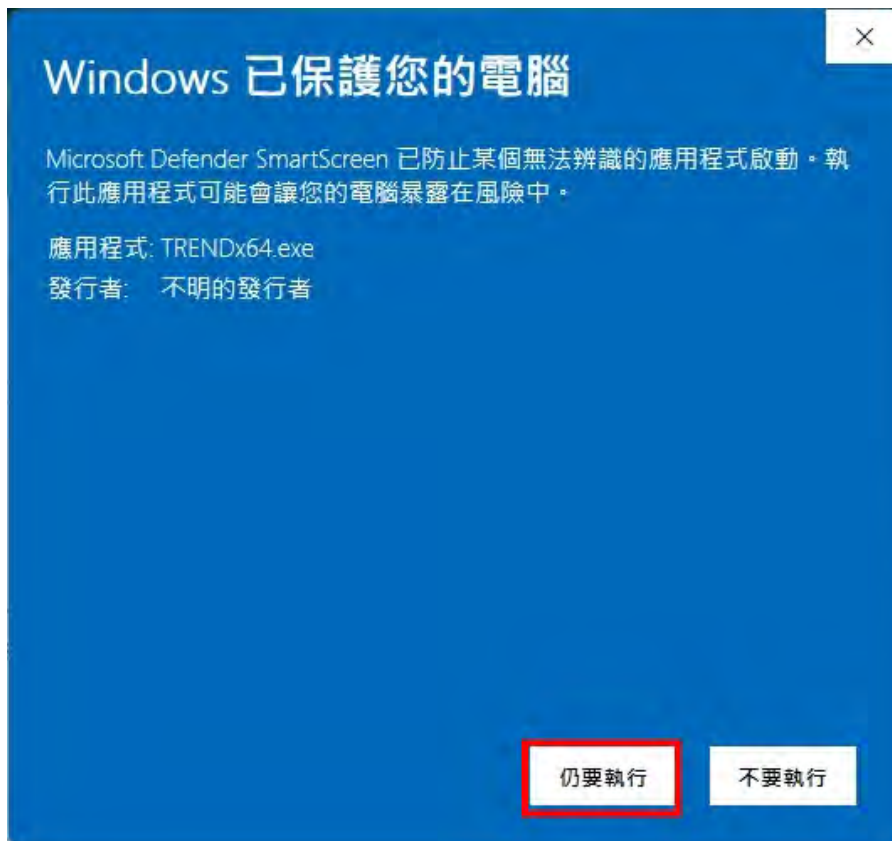 Windows 已保護您的電腦
Microsoft Defender SmartScreen 已防止某個無法辨識的應用程式啟動。執
行此應用程式可能會讓您的電腦暴露在風險中。
應用程式: TRENDx64.exe
發行者: 不明的發行者
仍要執行 不要執行